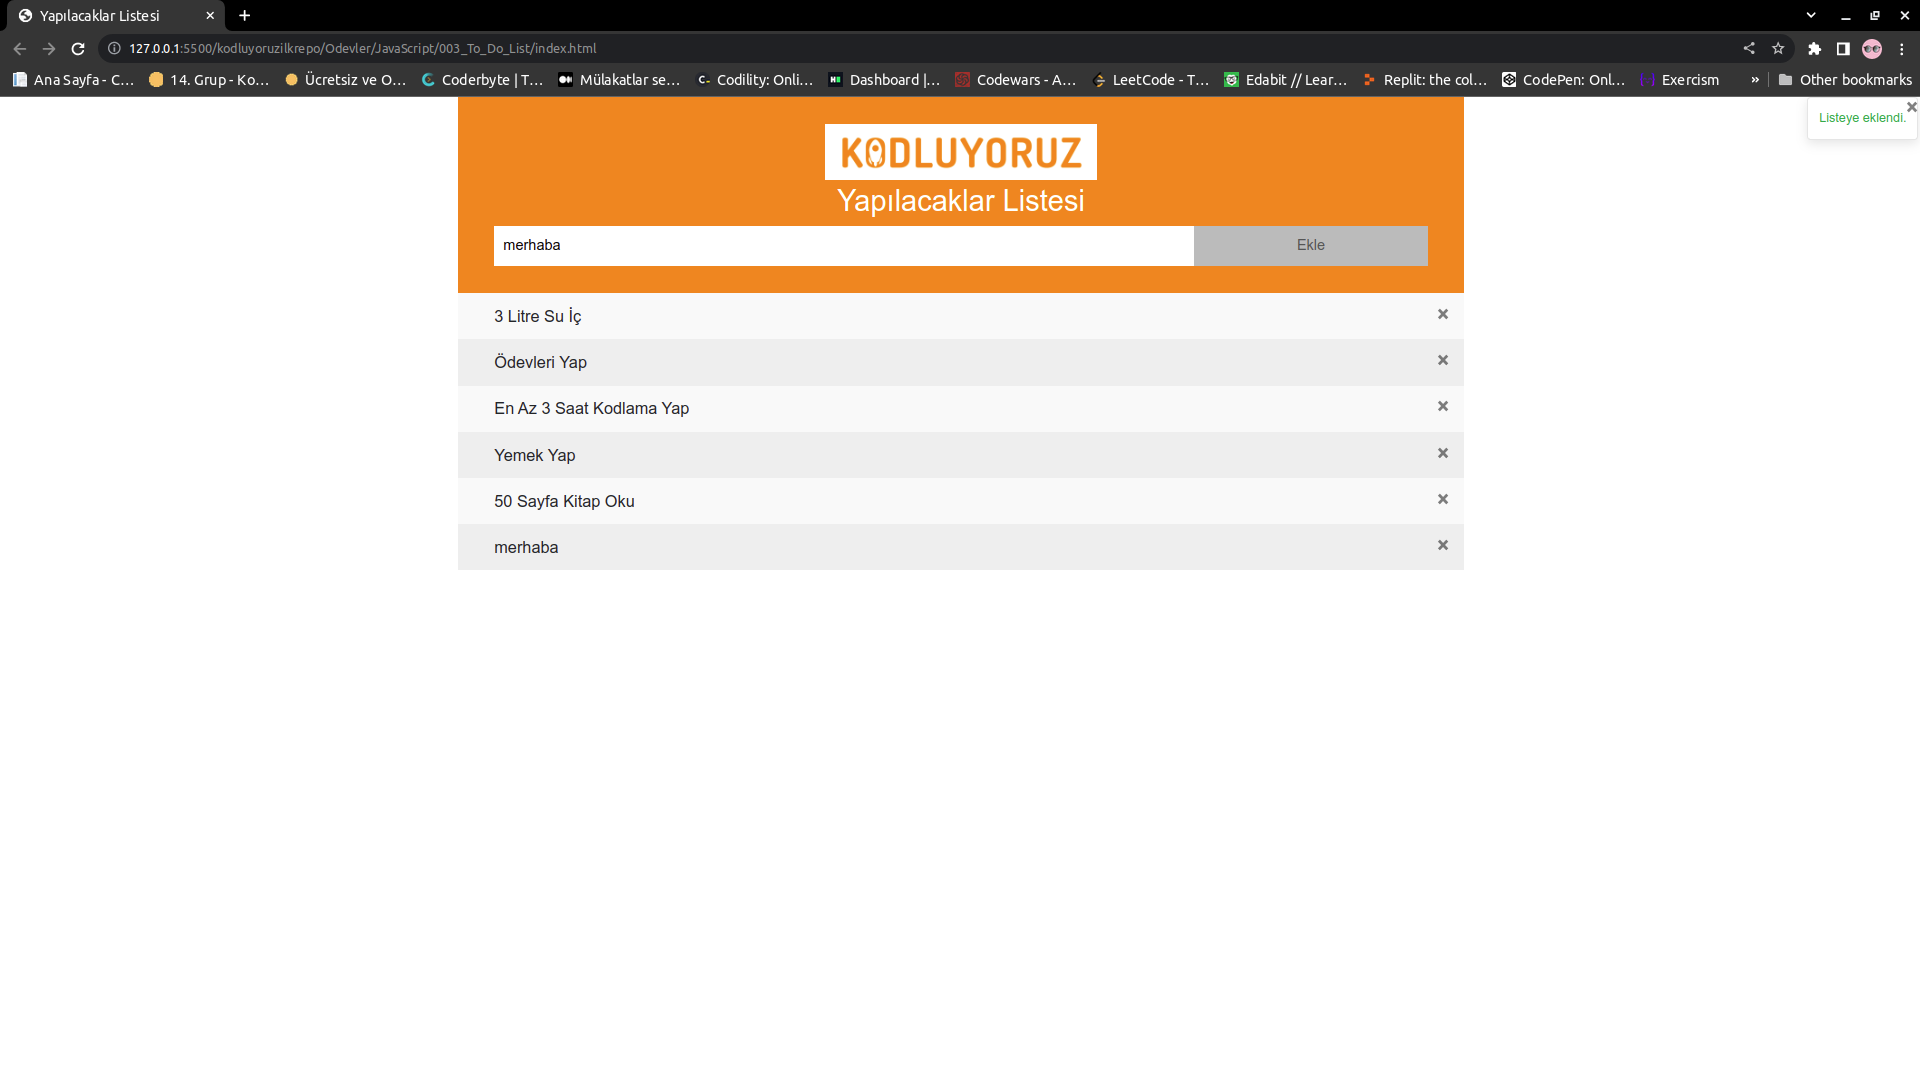 Yapılacaklar Listesi
127.0.0.1:5500/kodluyoruzilkrepo/Odevler/JavaScript/003_To_Do_List/index.html
Ana Sayfa - C… 14. Grup - Ko… Ücretsiz ve O… Coderbyte | T… Mülakatlar se… Codility: Onli… Dashboard |… Codewars - A… LeetCode - T… Edabit // Lear… Replit: the col… CodePen: Onl… Exercism » Other bookmarks
Listeye eklendi.
KODLUYORUZ
Yapılacaklar Listesi
merhaba Ekle
3 Litre Su İç
Ödevleri Yap
En Az 3 Saat Kodlama Yap
Yemek Yap
50 Sayfa Kitap Oku
merhaba